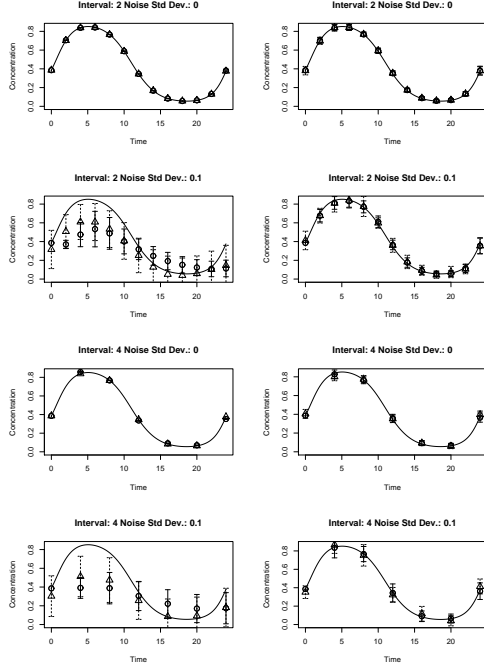 Interval: 2 Noise Std Dev.: 0
Concentration
0.0 0.2 0.4 0.6 0.8
0 5 10 15 20
Time
Interval: 2 Noise Std Dev.: 0
Concentration
0.0 0.2 0.4 0.6 0.8
0 5 10 15 20
Time
Interval: 2 Noise Std Dev.: 0.1
Concentration
0.0 0.2 0.4 0.6 0.8
0 5 10 15 20
Time
Interval: 2 Noise Std Dev.: 0.1
Concentration
0.0 0.2 0.4 0.6 0.8
0 5 10 15 20
Time
Interval: 4 Noise Std Dev.: 0
Concentration
0.0 0.2 0.4 0.6 0.8
0 5 10 15 20
Time
Interval: 4 Noise Std Dev.: 0
Concentration
0.0 0.2 0.4 0.6 0.8
0 5 10 15 20
Time
Interval: 4 Noise Std Dev.: 0.1
Concentration
0.0 0.2 0.4 0.6 0.8
0 5 10 15 20
Time
Interval: 4 Noise Std Dev.: 0.1
Concentration
0.0 0.2 0.4 0.6 0.8
0 5 10 15 20
Time